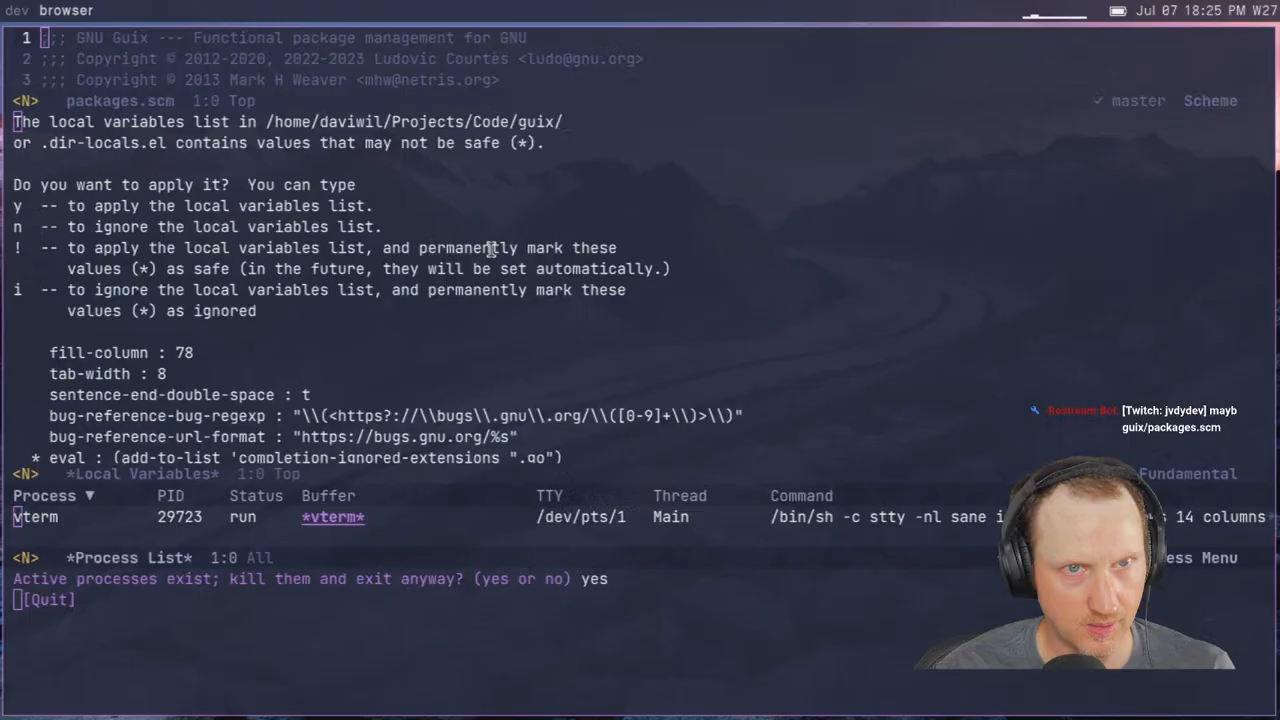 dev browser
Jul 07 18:25 PM W27
1 ;;; GNU Guix --- Functional package management for GNU
2 ;;; Copyright © 2012-2020, 2022-2023 Ludovic Courtès <ludo@gnu.org>
3 ;;; Copyright © 2013 Mark H Weaver <mhw@netris.org>
<N> packages.scm 1:0 Top ✓ master Scheme
The local variables list in /home/daviwil/Projects/Code/guix/
or .dir-locals.el contains values that may not be safe (*).
Do you want to apply it? You can type
y -- to apply the local variables list.
n -- to ignore the local variables list.
! -- to apply the local variables list, and permanently mark these
values (*) as safe (in the future, they will be set automatically.)
i -- to ignore the local variables list, and permanently mark these
values (*) as ignored
fill-column : 78
tab-width : 8
sentence-end-double-space : t
bug-reference-bug-regexp : "\\(<https?://\\bugs\\.gnu\\.org/\\([0-9]+\\)>\\)"
bug-reference-url-format : "https://bugs.gnu.org/%s"
* eval : (add-to-list 'completion-ignored-extensions ".go")
Restream Bot [Twitch: jvdydev] mayb
guix/packages.scm
<N> *Local Variables* 1:0 Top Fundamental
Process ▼ PID Status Buffer TTY Thread Command
vterm 29723 run *vterm* /dev/pts/1 Main /bin/sh -c stty -nl sane i s 14 columns
<N> *Process List* 1:0 All ess Menu
Active processes exist; kill them and exit anyway? (yes or no) yes
[Quit]